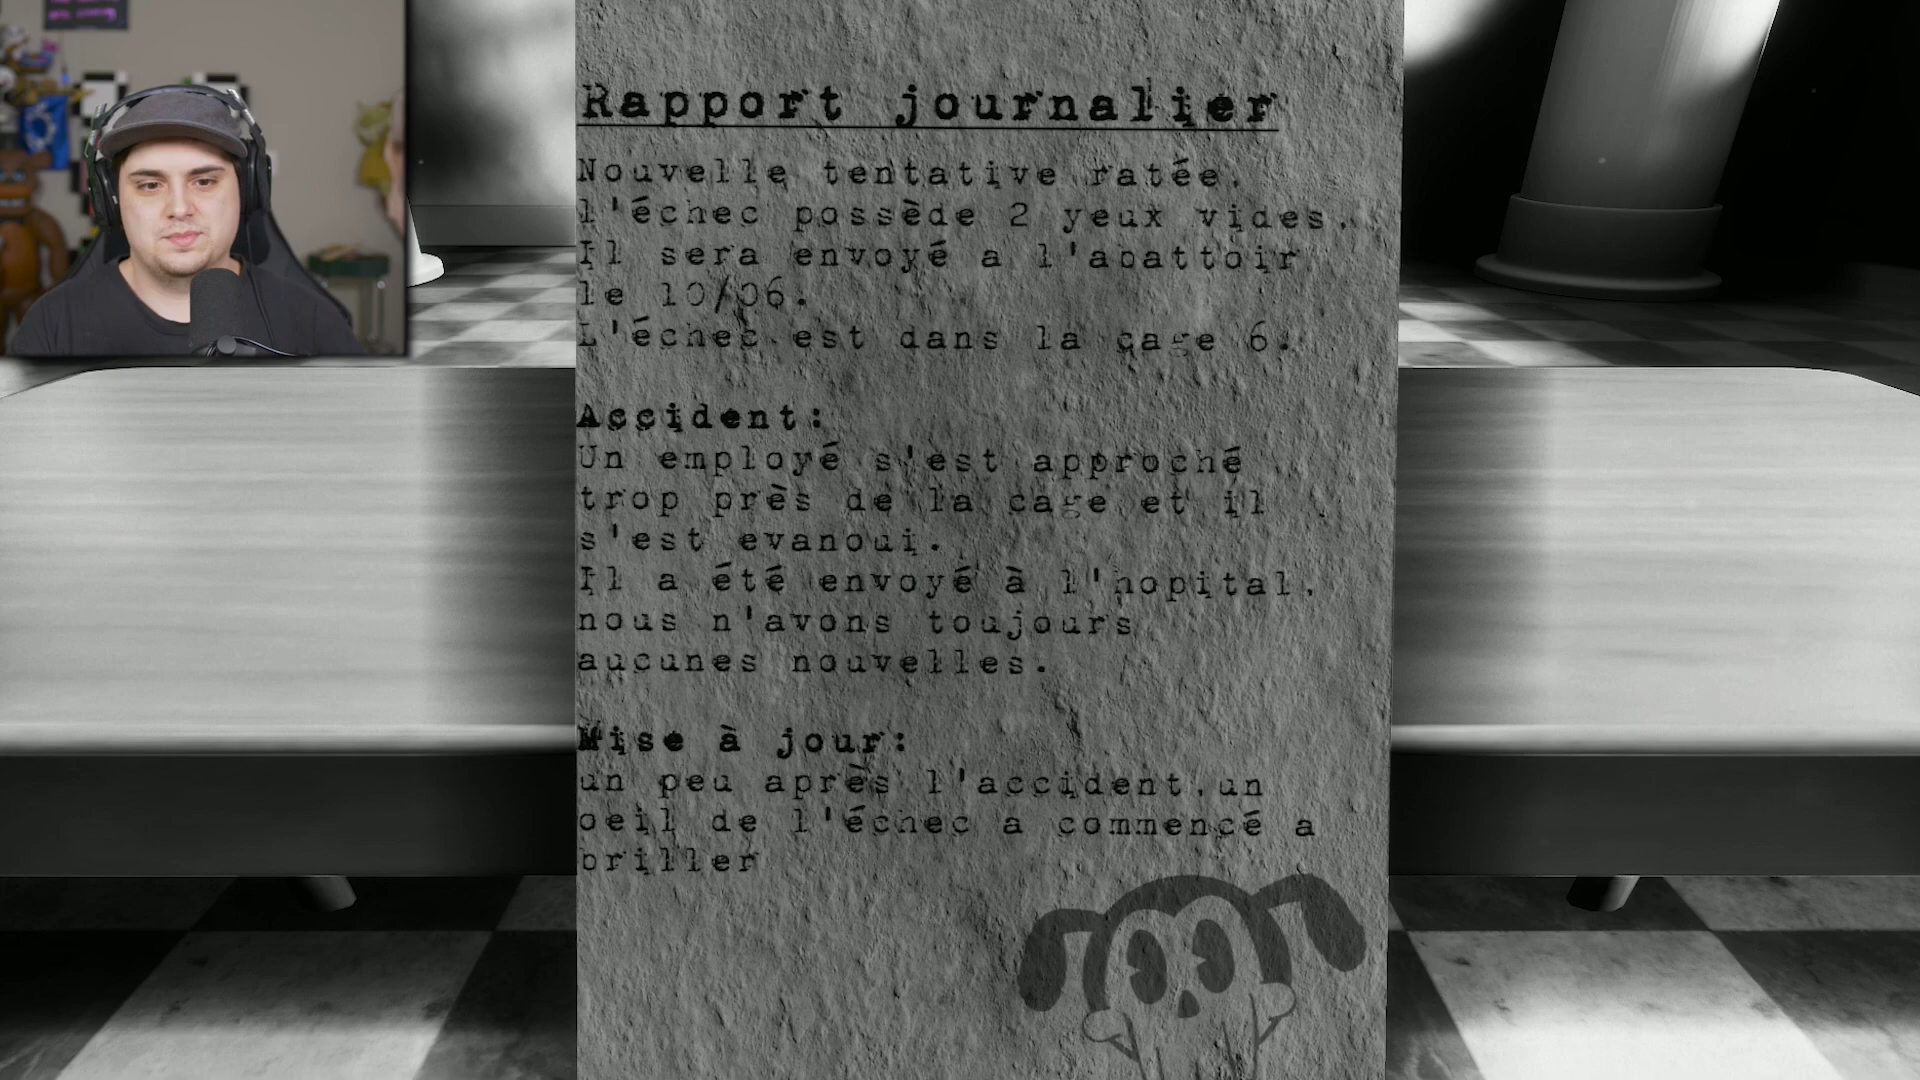 Rapport journalier
Nouvelle tentative ratée.
l'échec possède 2 yeux vides.
Il sera envoyé a l'abattoir
le 10/06.
L'échec est dans la cage 6.
Accident:
Un employé s'est approché
trop près de la cage et il
s'est evanoui.
Il a été envoyé à l'hopital,
nous n'avons toujours
aucunes nouvelles.
Mise à jour:
un peu après l'accident,un
oeil de l'échec a commencé a
briller